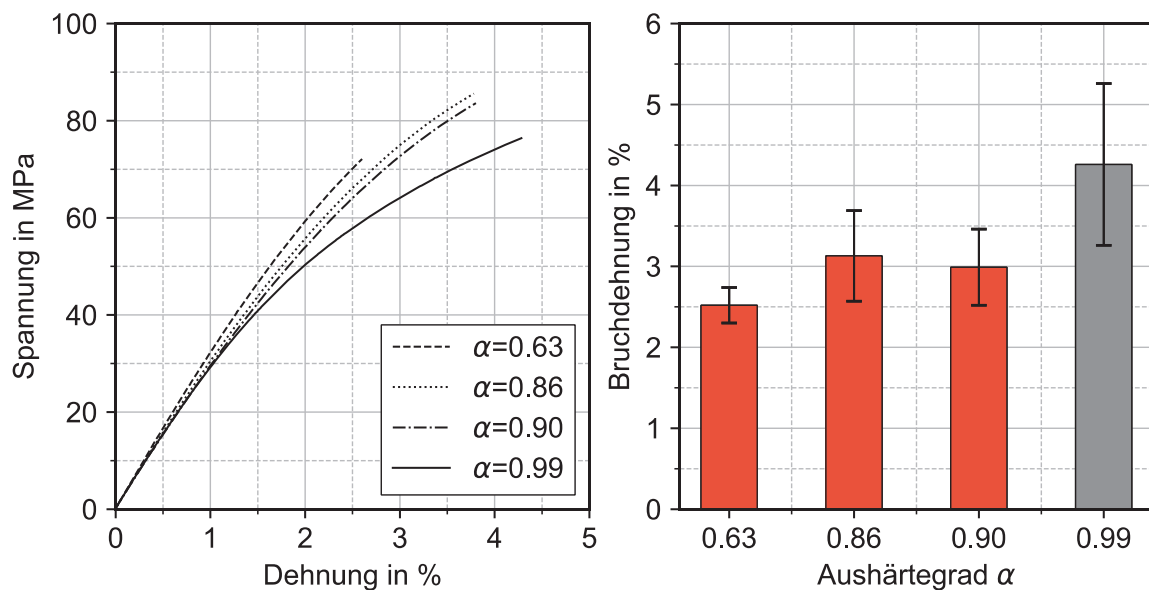 Spannung in MPa
100
80
60
40
20
0
0 1 2 3 4 5
Dehnung in %
α=0.63
α=0.86
α=0.90
α=0.99
Bruchdehnung in %
6
5
4
3
2
1
0
0.63 0.86 0.90 0.99
Aushärtegrad α